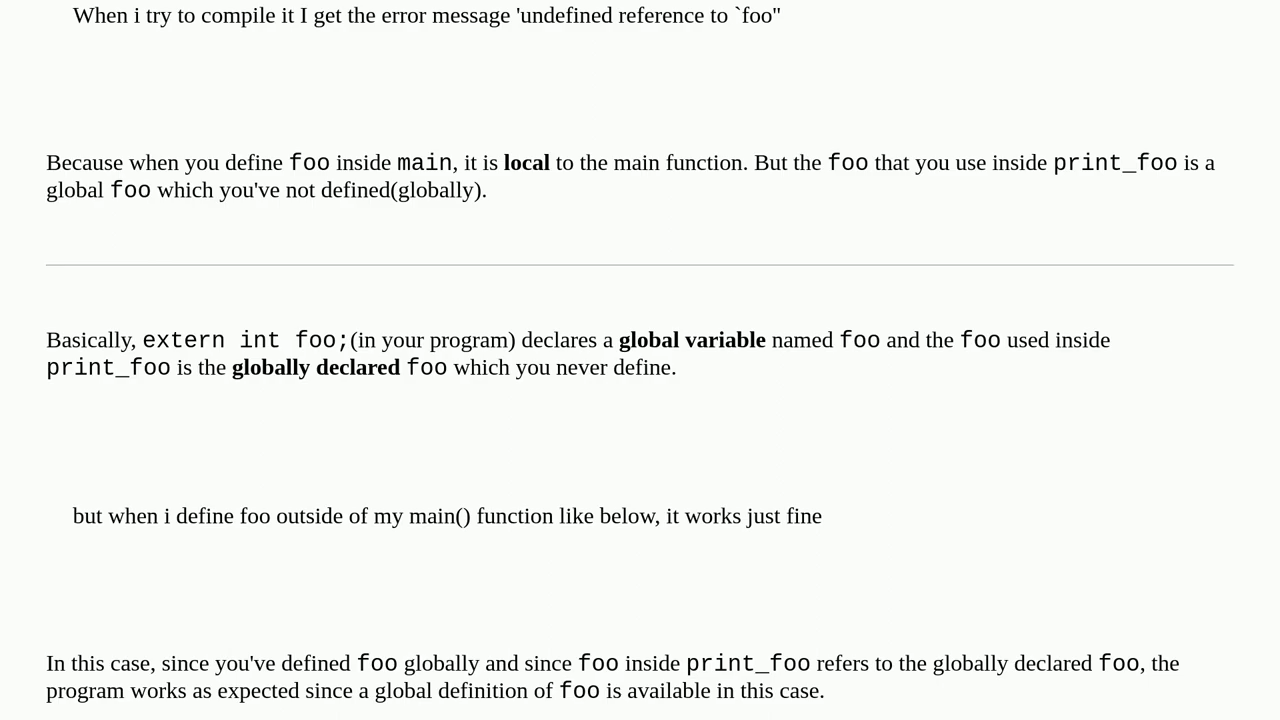 When i try to compile it I get the error message 'undefined reference to `foo"
Because when you define foo inside main, it is local to the main function. But the foo that you use inside print_foo is a
global foo which you've not defined(globally).
Basically, extern int foo;(in your program) declares a global variable named foo and the foo used inside
print_foo is the globally declared foo which you never define.
but when i define foo outside of my main() function like below, it works just fine
In this case, since you've defined foo globally and since foo inside print_foo refers to the globally declared foo, the
program works as expected since a global definition of foo is available in this case.